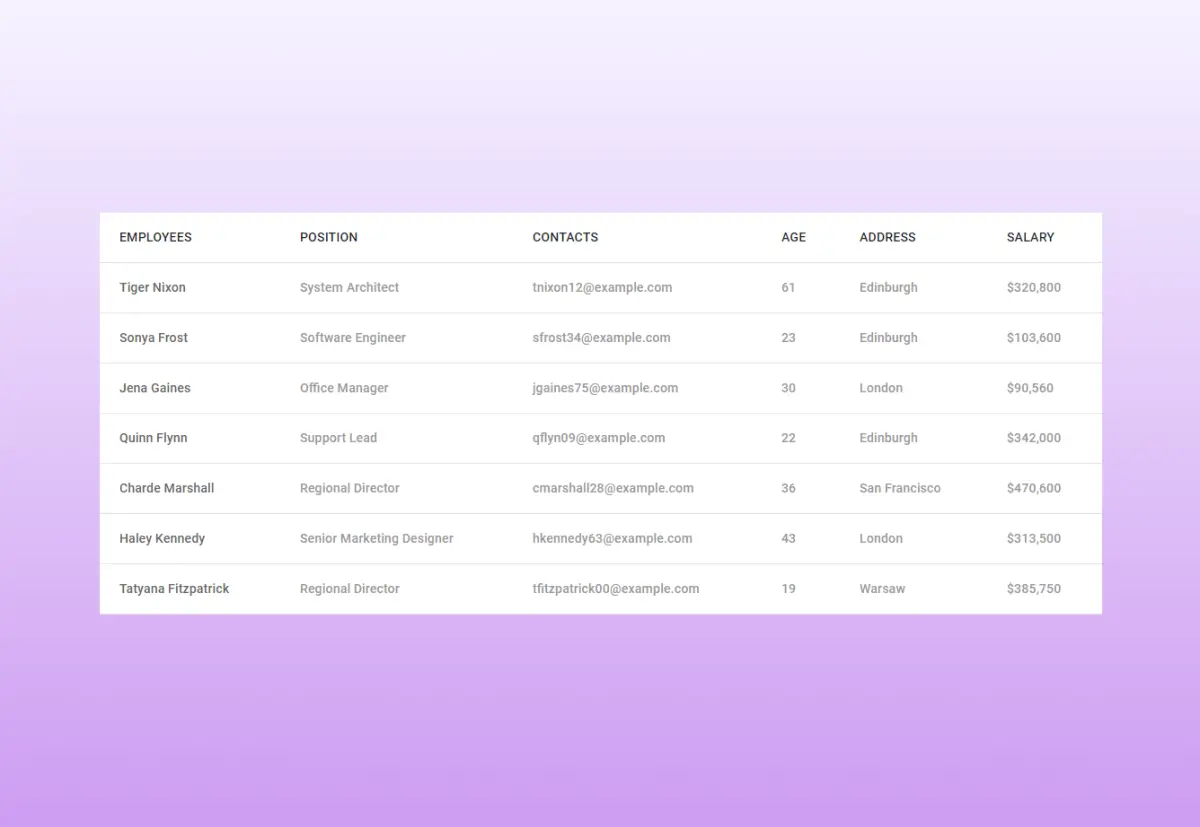 EMPLOYEES POSITION CONTACTS AGE ADDRESS SALARY
Tiger Nixon System Architect tnixon12@example.com 61 Edinburgh $320,800
Sonya Frost Software Engineer sfrost34@example.com 23 Edinburgh $103,600
Jena Gaines Office Manager jgaines75@example.com 30 London $90,560
Quinn Flynn Support Lead qflyn09@example.com 22 Edinburgh $342,000
Charde Marshall Regional Director cmarshall28@example.com 36 San Francisco $470,600
Haley Kennedy Senior Marketing Designer hkennedy63@example.com 43 London $313,500
Tatyana Fitzpatrick Regional Director tfitzpatrick00@example.com 19 Warsaw $385,750